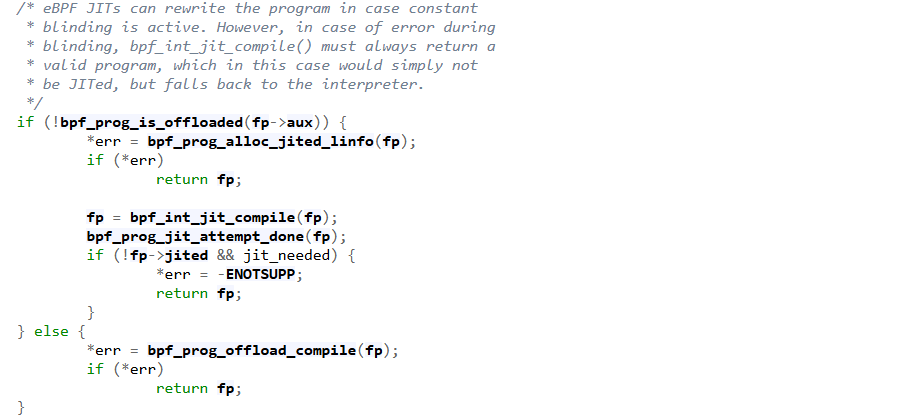 /* eBPF JITs can rewrite the program in case constant
 * blinding is active. However, in case of error during
 * blinding, bpf_int_jit_compile() must always return a
 * valid program, which in this case would simply not
 * be JITed, but falls back to the interpreter.
 */
if (!bpf_prog_is_offloaded(fp->aux)) {
        *err = bpf_prog_alloc_jited_linfo(fp);
        if (*err)
                return fp;

        fp = bpf_int_jit_compile(fp);
        bpf_prog_jit_attempt_done(fp);
        if (!fp->jited && jit_needed) {
                *err = -ENOTSUPP;
                return fp;
        }
} else {
        *err = bpf_prog_offload_compile(fp);
        if (*err)
                return fp;
}